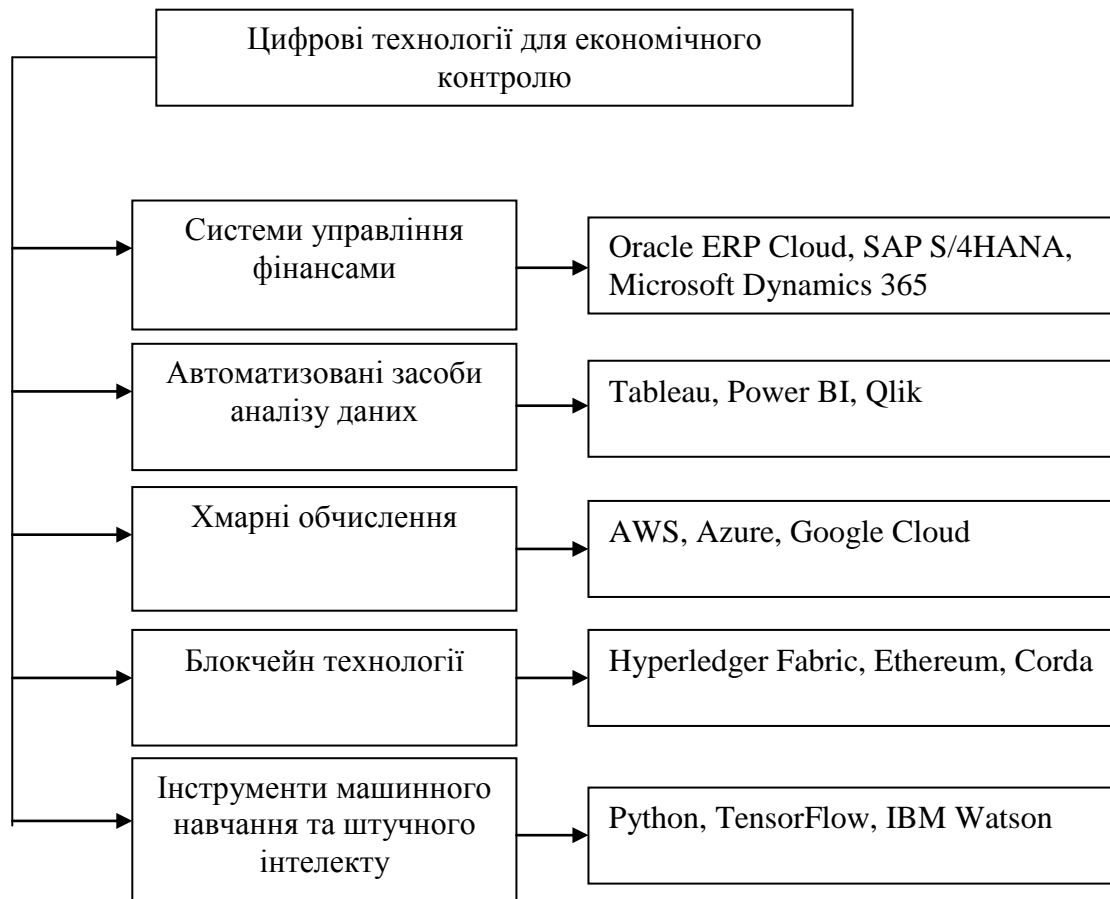 Цифрові технології для економічного
контролю
Системи управління
фінансами
Oracle ERP Cloud, SAP S/4HANA,
Microsoft Dynamics 365
Автоматизовані засоби
аналізу даних
Tableau, Power BI, Qlik
Хмарні обчислення
AWS, Azure, Google Cloud
Блокчейн технології
Hyperledger Fabric, Ethereum, Corda
Інструменти машинного
навчання та штучного
інтелекту
Python, TensorFlow, IBM Watson